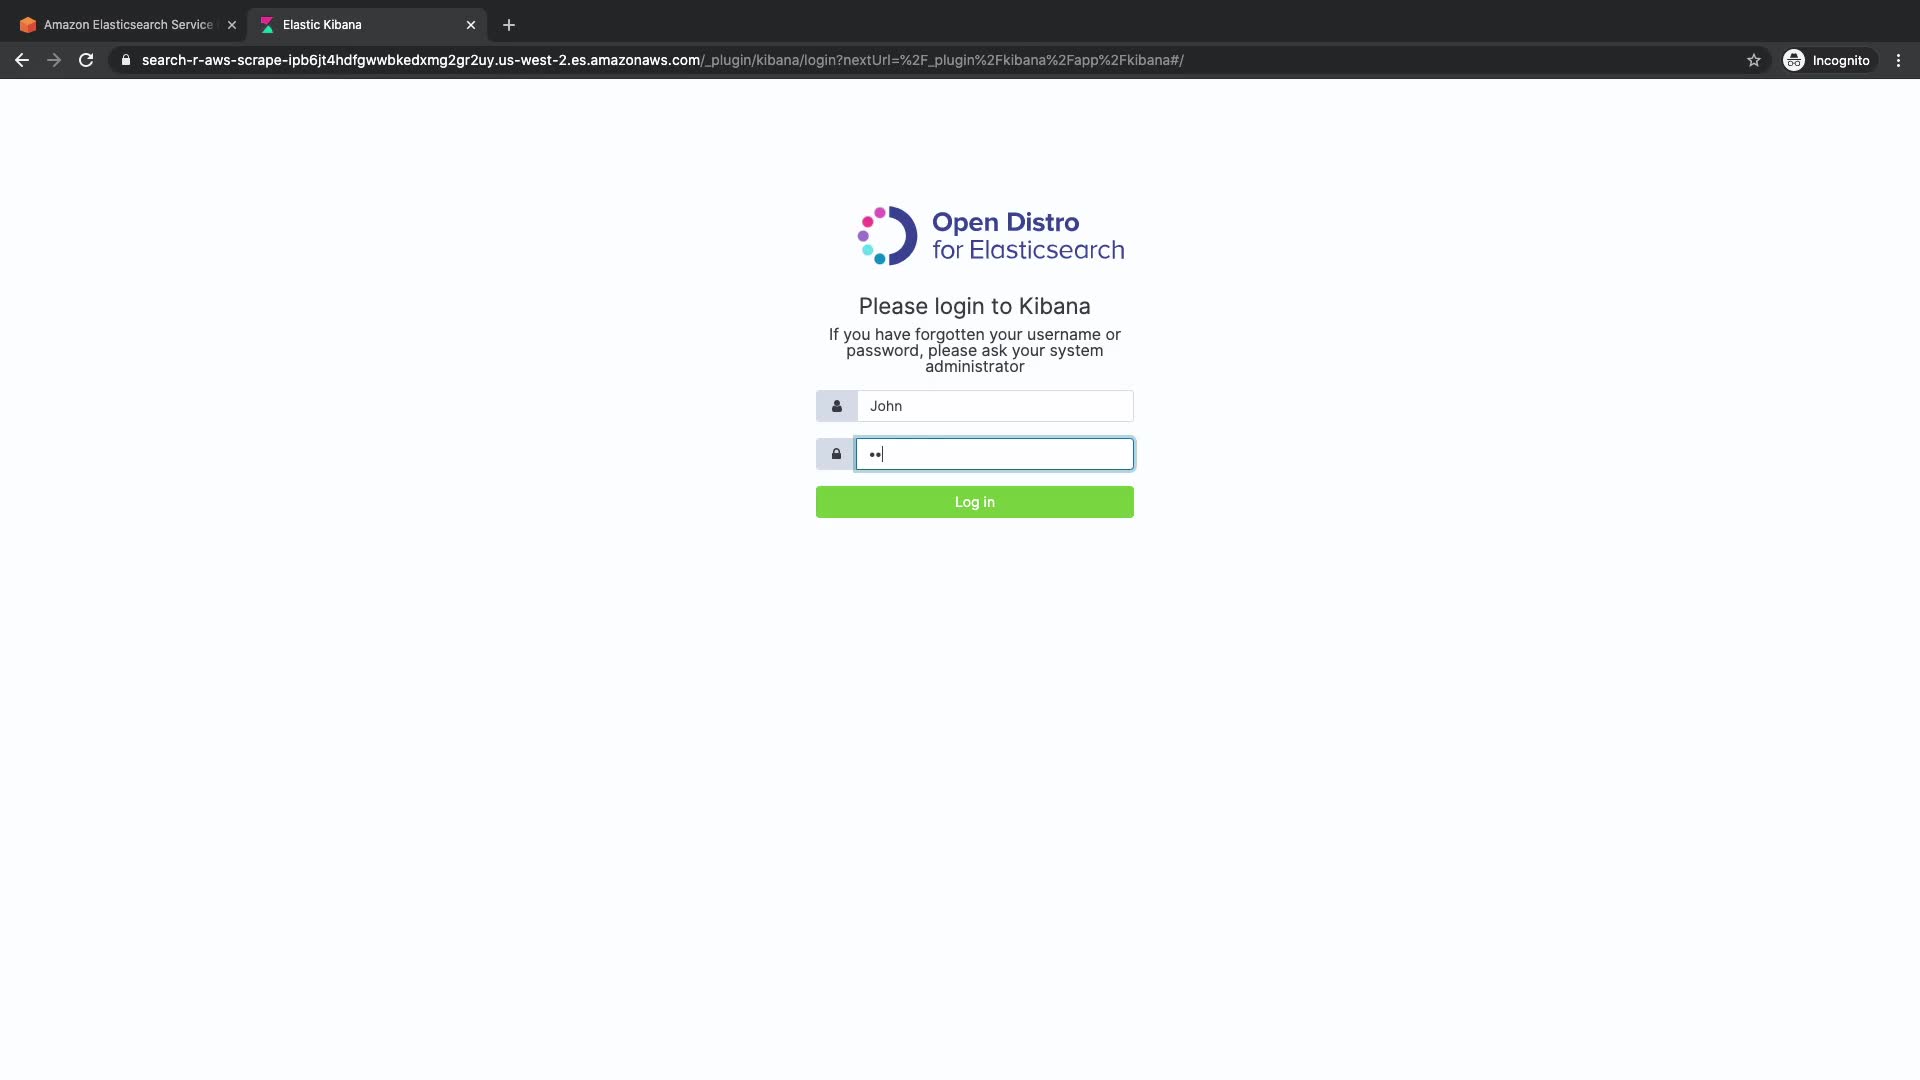 Amazon Elasticsearch Service
Elastic Kibana
search-r-aws-scrape-ipb6jt4hdfgwwbkedxmg2gr2uy.us-west-2.es.amazonaws.com/_plugin/kibana/login?nextUrl=%2F_plugin%2Fkibana%2Fapp%2Fkibana#/
Incognito
Open Distro
for Elasticsearch
Please login to Kibana
If you have forgotten your username or
password, please ask your system
administrator
John
••
Log in